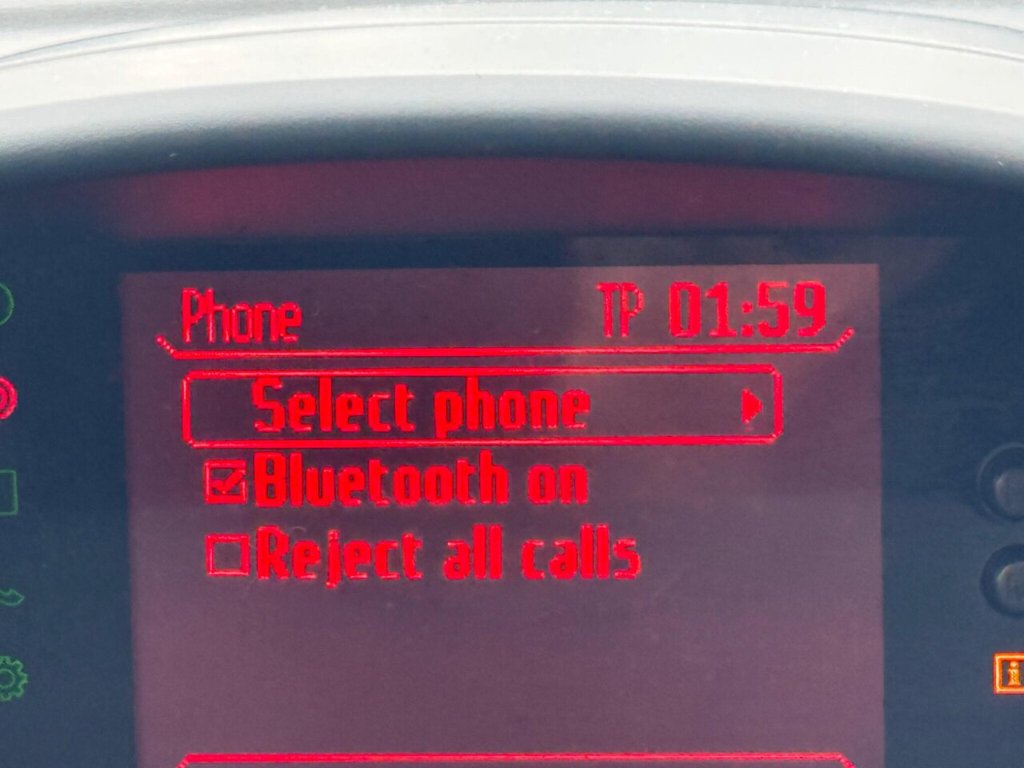 Phone TP 01:59
Select phone
Bluetooth on
Reject all calls
i